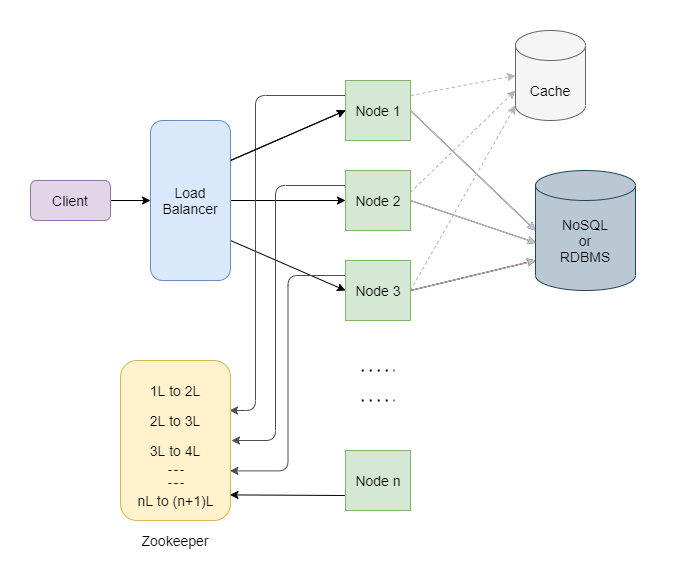 Cache
Node 1
Client
Load
Balancer
Node 2
NoSQL
or
RDBMS
Node 3
.....
.....
1L to 2L
2L to 3L
3L to 4L
---
---
nL to (n+1)L
Node n
Zookeeper